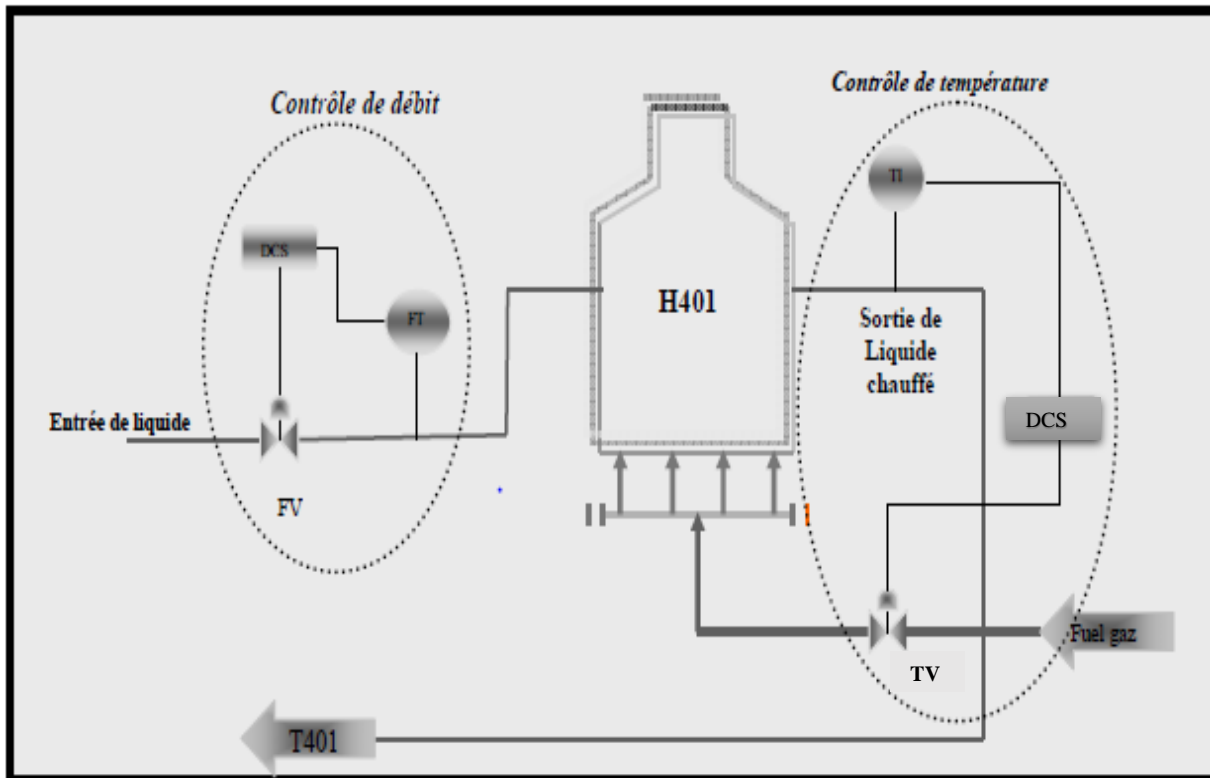 Contrôle de débit
Contrôle de température
TI
DCS
FT
H401
Sortie de
Liquide
chauffé
DCS
Entrée de liquide
FV
Fuel gaz
TV
T401